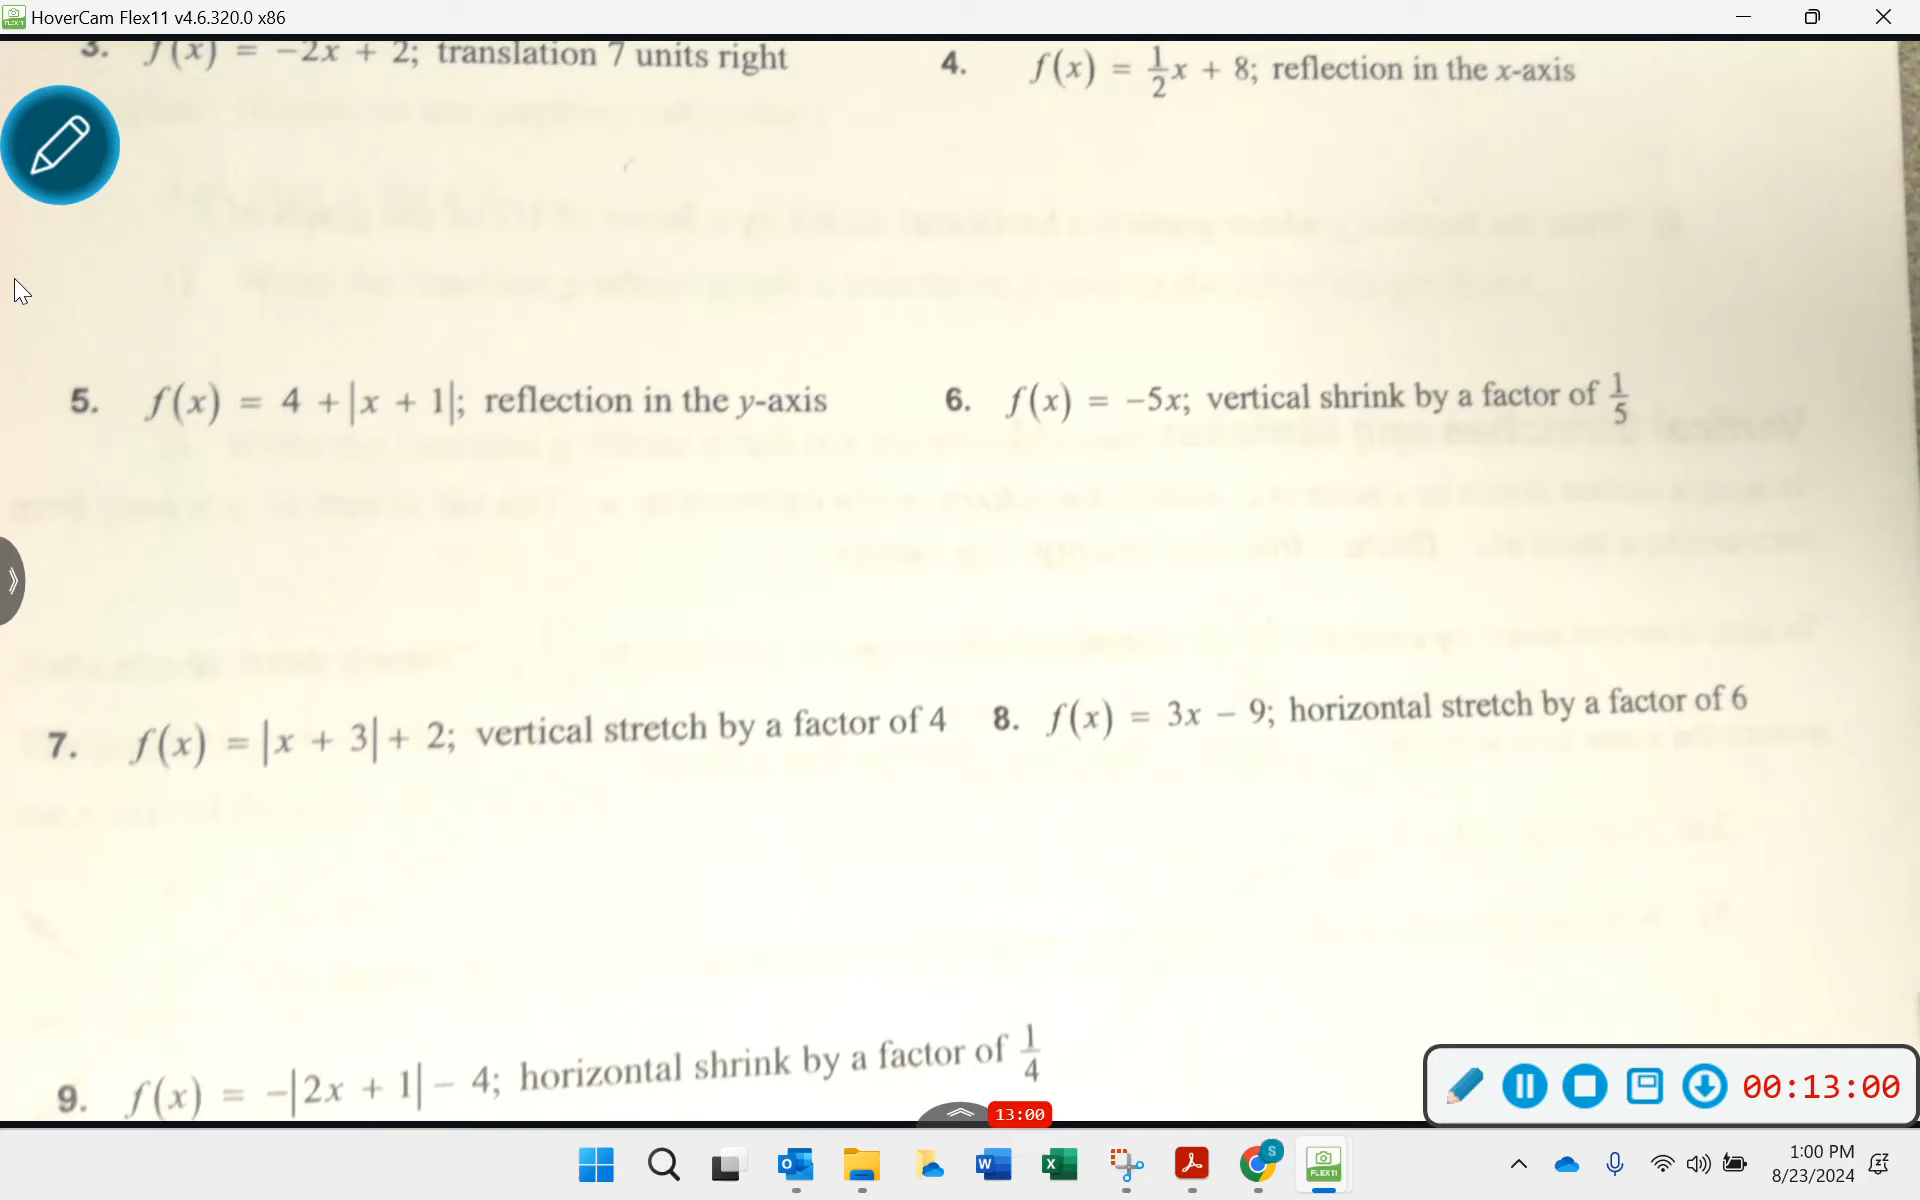 HoverCam Flex11 v4.6.320.0 x86
3. f(x) = −2x + 2; translation 7 units right
4. f(x) = 1/2 x + 8; reflection in the x-axis
5. f(x) = 4 + |x + 1|; reflection in the y-axis
6. f(x) = −5x; vertical shrink by a factor of 1/5
7. f(x) = |x + 3| + 2; vertical stretch by a factor of 4
8. f(x) = 3x − 9; horizontal stretch by a factor of 6
9. f(x) = −|2x + 1| − 4; horizontal shrink by a factor of 1/4
00:13:00
13:00
S
FLEX11
1:00 PM
8/23/2024